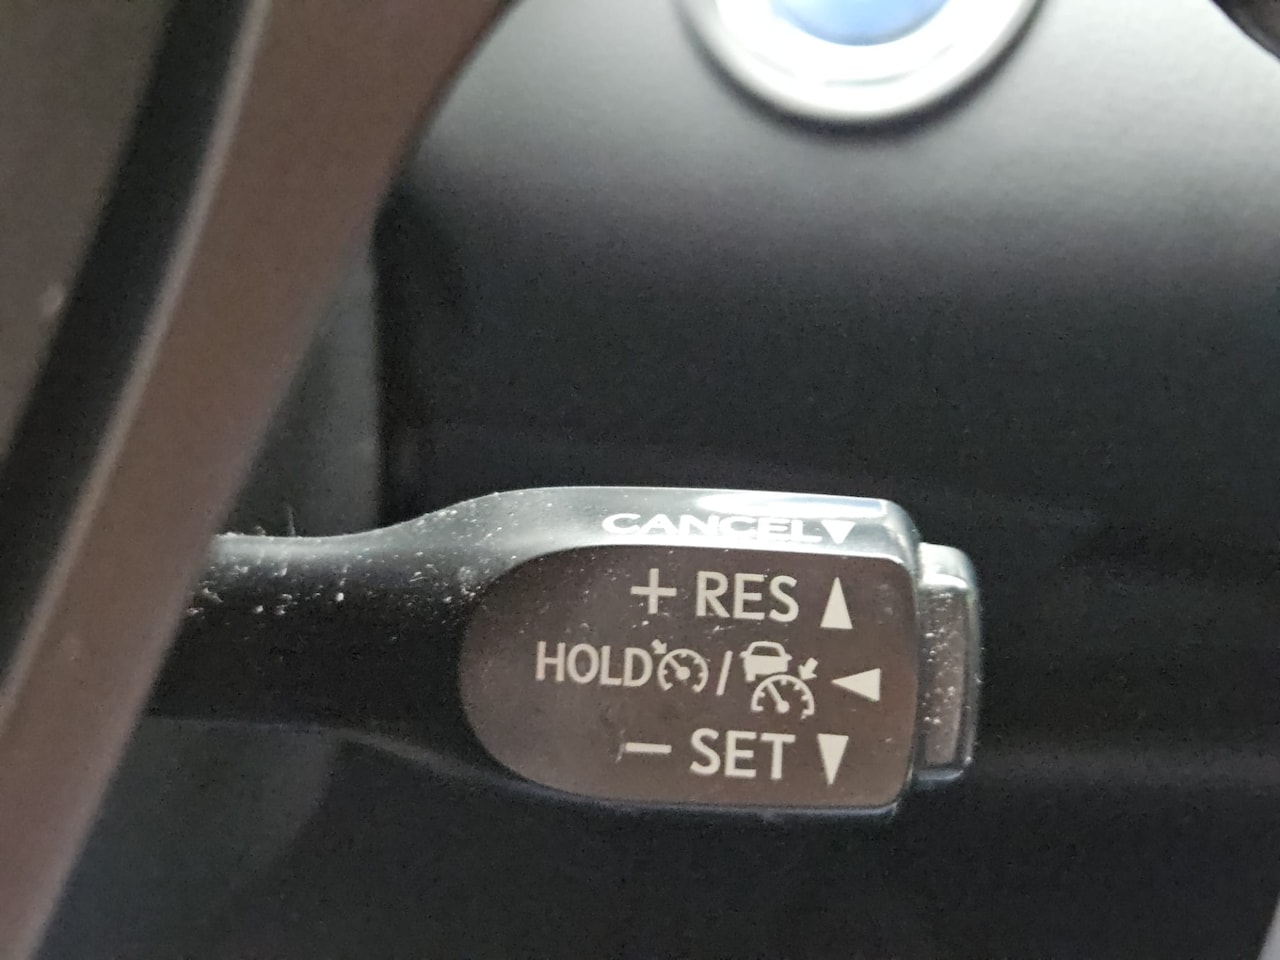 CANCEL▼
+ RES ▲
HOLD / ◀
− SET ▼